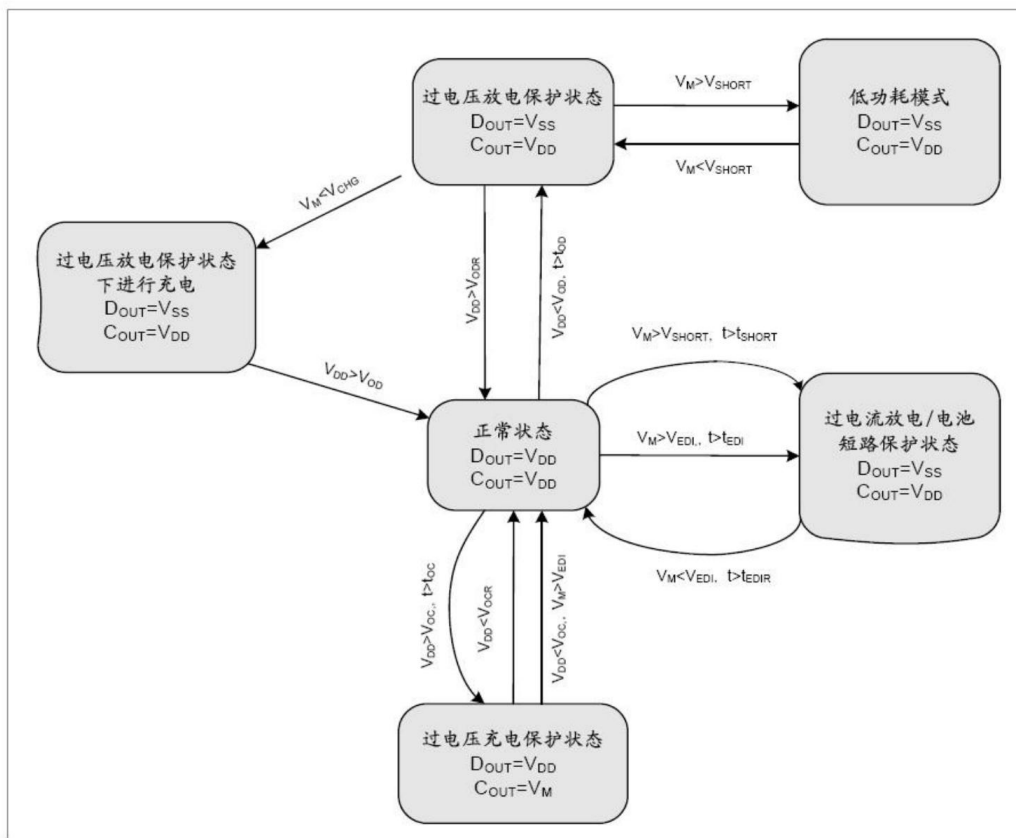 过电压放电保护状态
DOUT=VSS
COUT=VDD
VM>VSHORT
VM<VSHORT
低功耗模式
DOUT=VSS
COUT=VDD
VM<VCHG
过电压放电保护状态
下进行充电
DOUT=VSS
COUT=VDD
VDD>VODR
VDD<VOD, t>tOD
VDD>VOD
VM>VSHORT, t>tSHORT
正常状态
DOUT=VDD
COUT=VDD
VM>VEDI,, t>tEDI
过电流放电/电池
短路保护状态
DOUT=VSS
COUT=VDD
VM<VEDI, t>tEDIR
VDD>VOC,, t>tOC
VDD<VOCR
VDD<VOC,, VM>VEDI
过电压充电保护状态
DOUT=VDD
COUT=VM